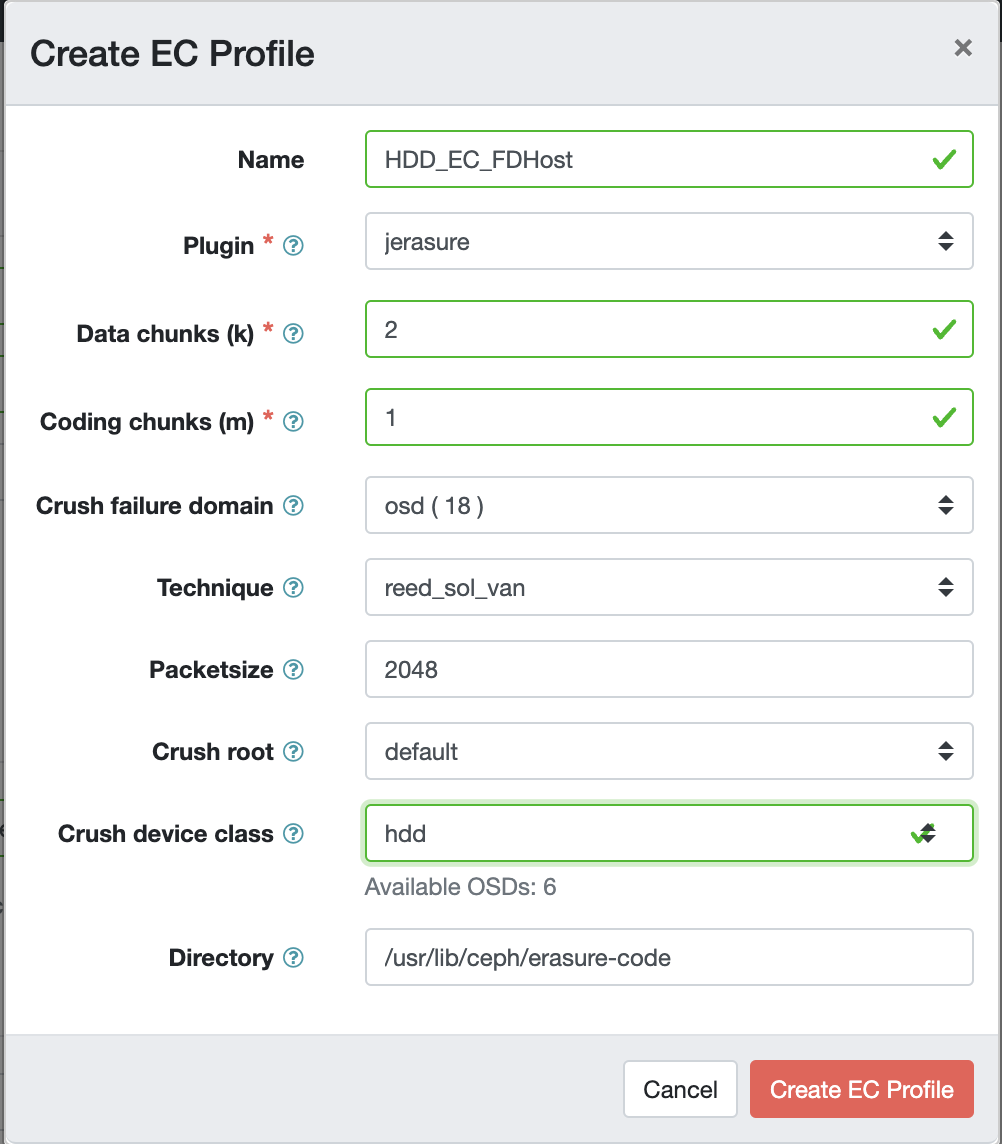 Create EC Profile ×
Name HDD_EC_FDHost
Plugin * ? jerasure
Data chunks (k) * ? 2
Coding chunks (m) * ? 1
Crush failure domain ? osd ( 18 )
Technique ? reed_sol_van
Packetsize ? 2048
Crush root ? default
Crush device class ? hdd
Available OSDs: 6
Directory ? /usr/lib/ceph/erasure-code
Cancel Create EC Profile